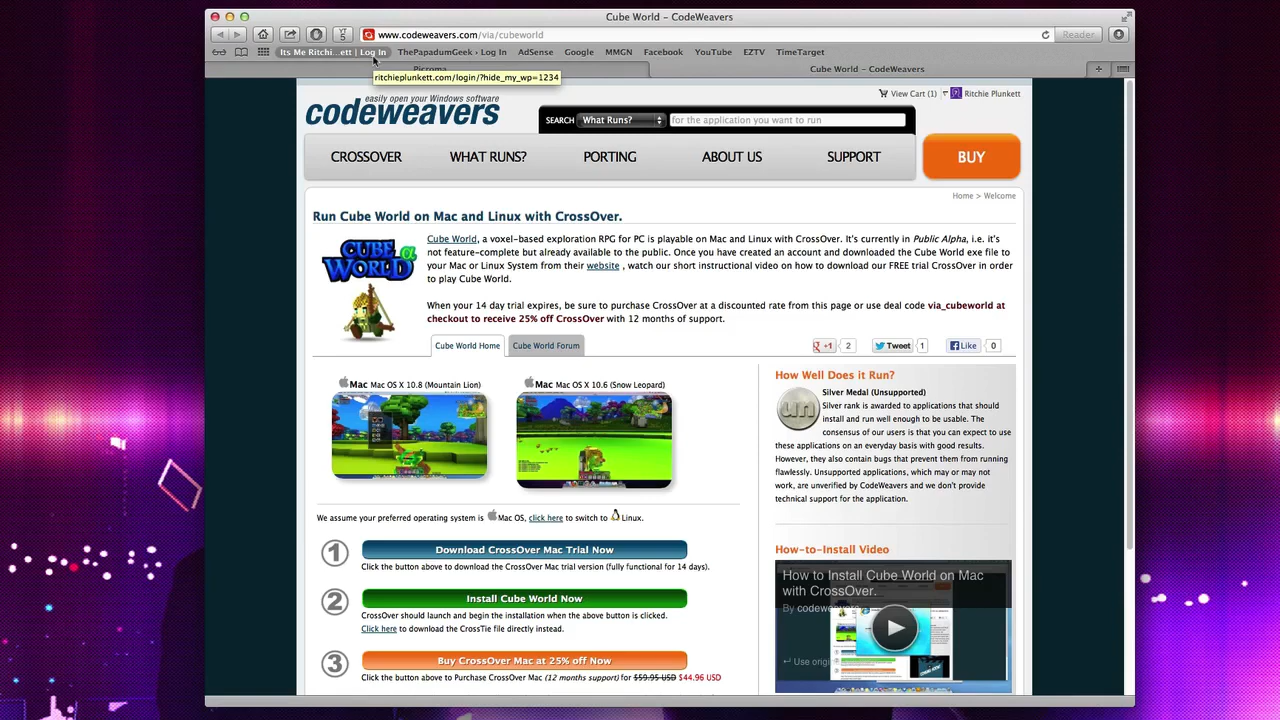 Cube World - CodeWeavers
www.codeweavers.com/via/cubeworld
Reader
Its Me Ritchi...ett | Log In
ThePapadumGeek › Log In
AdSense
Google
MMGN
Facebook
YouTube
EZTV
TimeTarget
Picroma
Cube World - CodeWeavers
ritchieplunkett.com/login/?hide_my_wp=1234
View Cart (1)
Ritchie Plunkett
easily open your Windows software
codeweavers
SEARCH
What Runs?
for the application you want to run
CROSSOVER
WHAT RUNS?
PORTING
ABOUT US
SUPPORT
BUY
Home > Welcome
Run Cube World on Mac and Linux with CrossOver.
CUBE WORLD α
Cube World, a voxel-based exploration RPG for PC is playable on Mac and Linux with CrossOver. It's currently in Public Alpha, i.e. it's
not feature-complete but already available to the public. Once you have created an account and downloaded the Cube World exe file to
your Mac or Linux System from their website , watch our short instructional video on how to download our FREE trial CrossOver in order
to play Cube World.
When your 14 day trial expires, be sure to purchase CrossOver at a discounted rate from this page or use deal code via_cubeworld at
checkout to receive 25% off CrossOver with 12 months of support.
Cube World Home
Cube World Forum
+1
2
Tweet
1
Like
0
Mac Mac OS X 10.8 (Mountain Lion)
Mac Mac OS X 10.6 (Snow Leopard)
We assume your preferred operating system is Mac OS, click here to switch to Linux.
1
Download CrossOver Mac Trial Now
Click the button above to download the CrossOver Mac trial version (fully functional for 14 days).
2
Install Cube World Now
CrossOver should launch and begin the installation when the above button is clicked.
Click here to download the CrossTie file directly instead.
3
Buy CrossOver Mac at 25% off Now
Click the button above to Purchase CrossOver Mac (12 months support) for $59.95 USD $44.96 USD
How Well Does it Run?
un
Silver Medal (Unsupported)
Silver rank is awarded to applications that should
install and run well enough to be usable. The
consensus of our users is that you can expect to use
these applications on an everyday basis with good results.
However, they also contain bugs that prevent them from running
flawlessly. Unsupported applications, which may or may not
work, are unverified by CodeWeavers and we don't provide
technical support for the application.
How-to-Install Video
How to Install Cube World on Mac
with CrossOver.
By codeweavers
Use orig